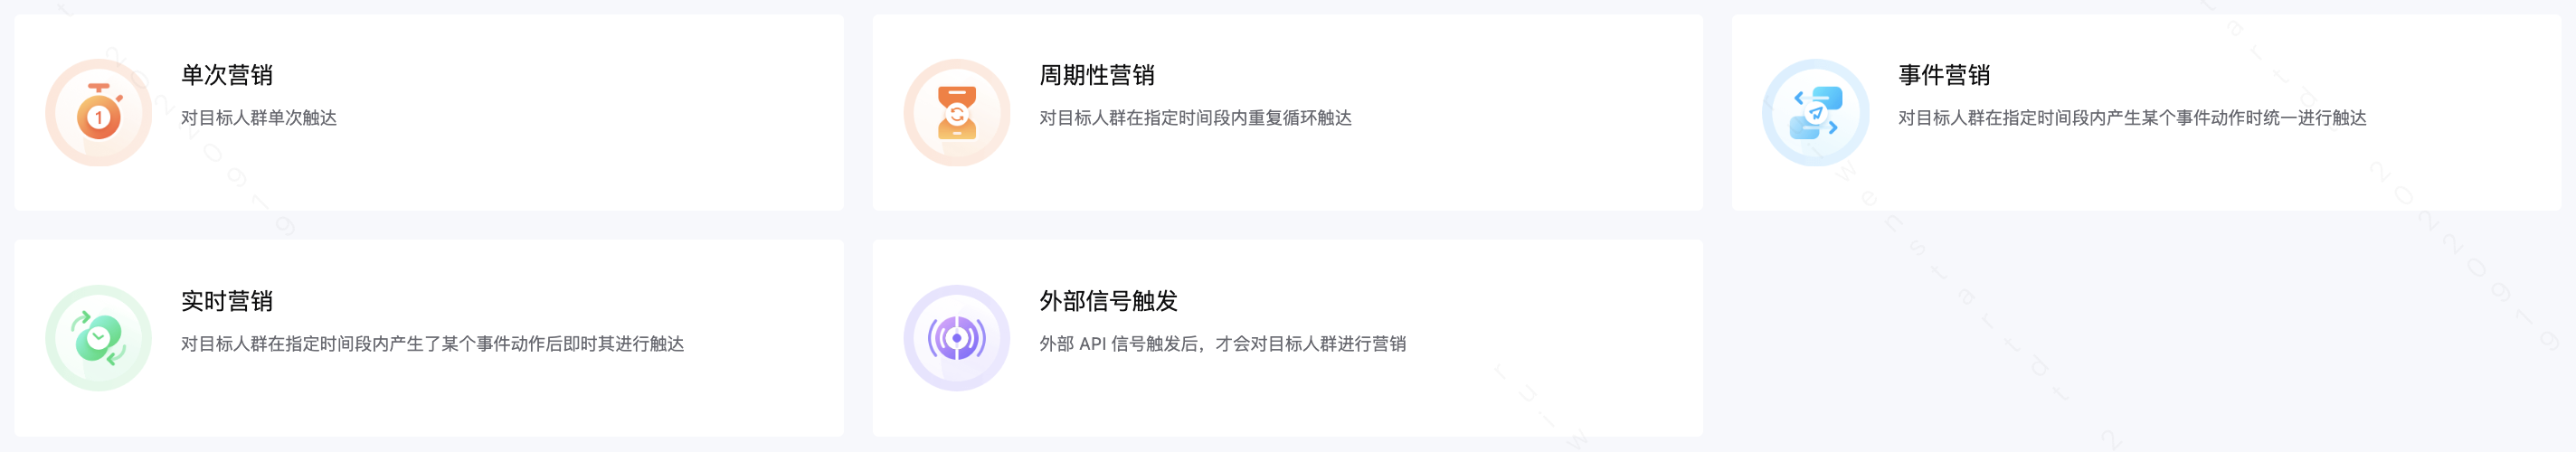 单次营销
对目标人群单次触达
周期性营销
对目标人群在指定时间段内重复循环触达
事件营销
对目标人群在指定时间段内产生某个事件动作时统一进行触达
实时营销
对目标人群在指定时间段内产生了某个事件动作后即时其进行触达
外部信号触发
外部 API 信号触发后，才会对目标人群进行营销
1